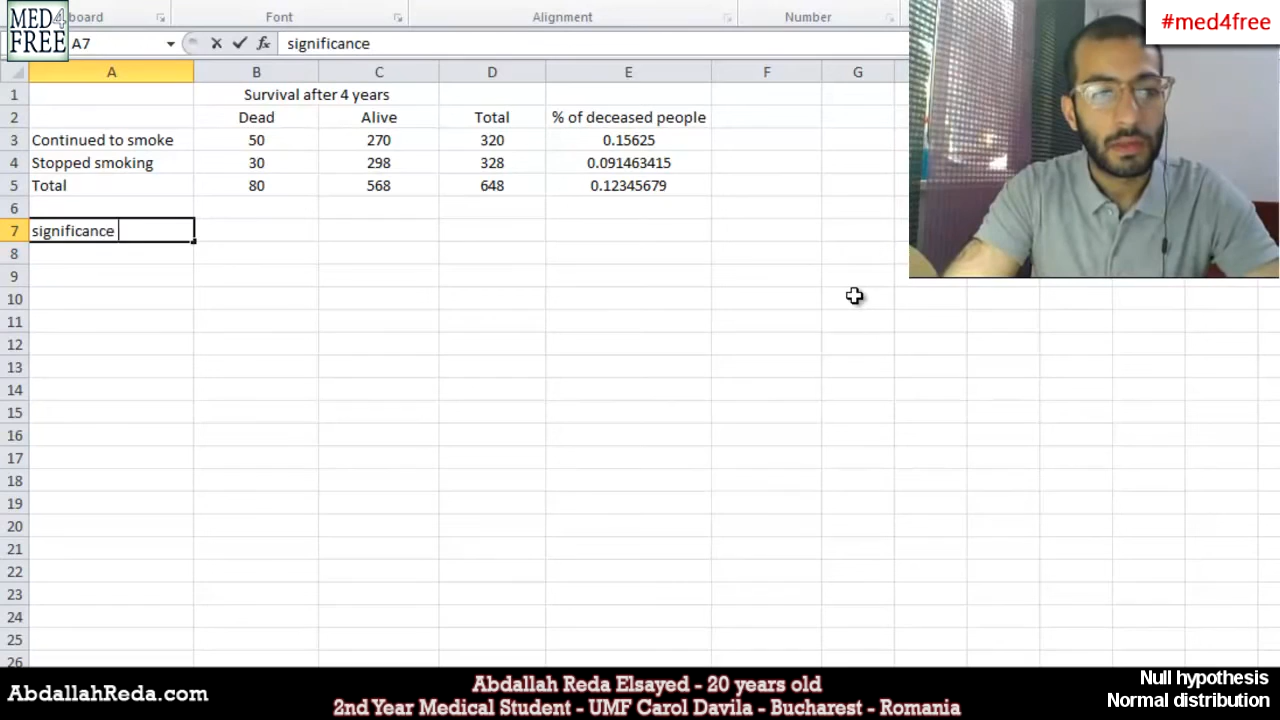 MED4
FREE
board Font Alignment Number
#med4free
A7 fx significance
A B C D E F G
1 Survival after 4 years
2 Dead Alive Total % of deceased people
3 Continued to smoke 50 270 320 0.15625
4 Stopped smoking 30 298 328 0.091463415
5 Total 80 568 648 0.12345679
6
7 significance
8
9
10
11
12
13
14
15
16
17
18
19
20
21
22
23
24
25
26
AbdallahReda.com
Abdallah Reda Elsayed - 20 years old
2nd Year Medical Student - UMF Carol Davila - Bucharest - Romania
Null hypothesis
Normal distribution